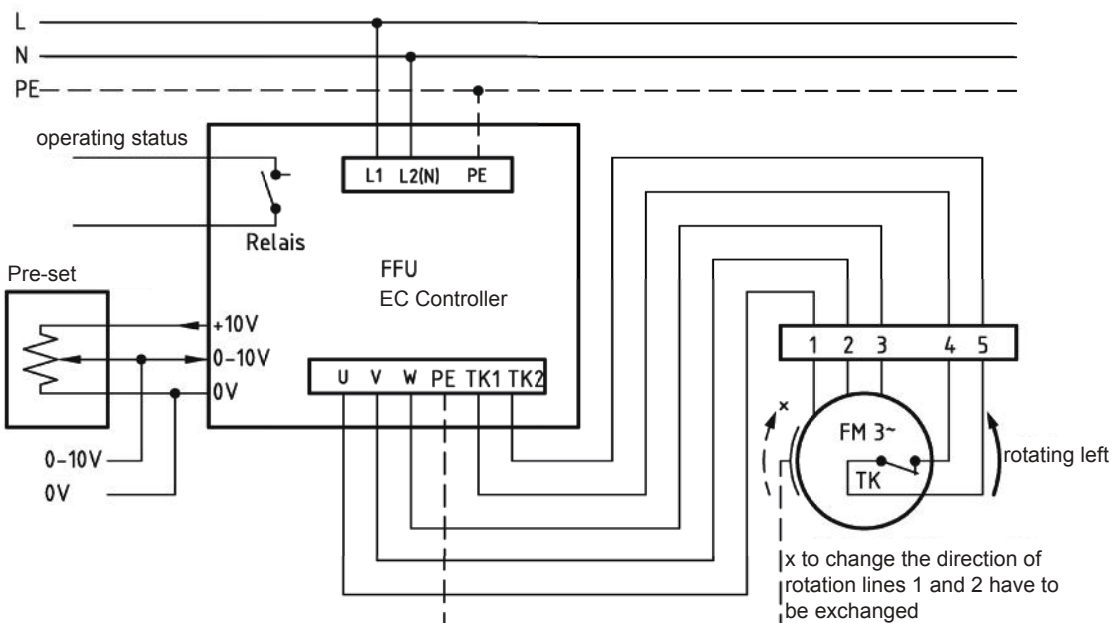 L
N
PE
operating status
L1 L2(N) PE
Relais
FFU
EC Controller
Pre-set
+10V
0-10V
0V
U V W PE TK1 TK2
0-10V
0V
1 2 3 4 5
x
FM 3~
TK
rotating left
x to change the direction of
rotation lines 1 and 2 have to
be exchanged